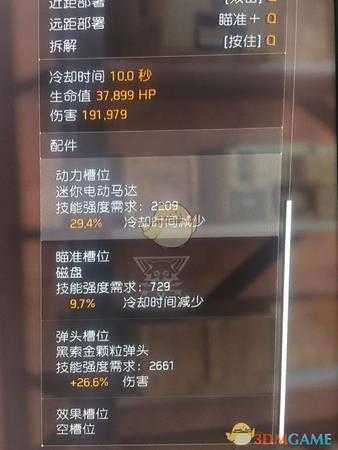 近距部署 [双击] Q
远距部署 瞄准+ Q
拆解 [按住] Q
冷却时间 10.0 秒
生命值 37,899 HP
伤害 191,979
配件
动力槽位
迷你电动马达
技能强度需求：2209
29.4% 冷却时间减少
瞄准槽位
磁盘
技能强度需求：729
9.7% 冷却时间减少
弹头槽位
黑索金颗粒弹头
技能强度需求：2661
+26.6% 伤害
效果槽位
空槽位
3DMGAME